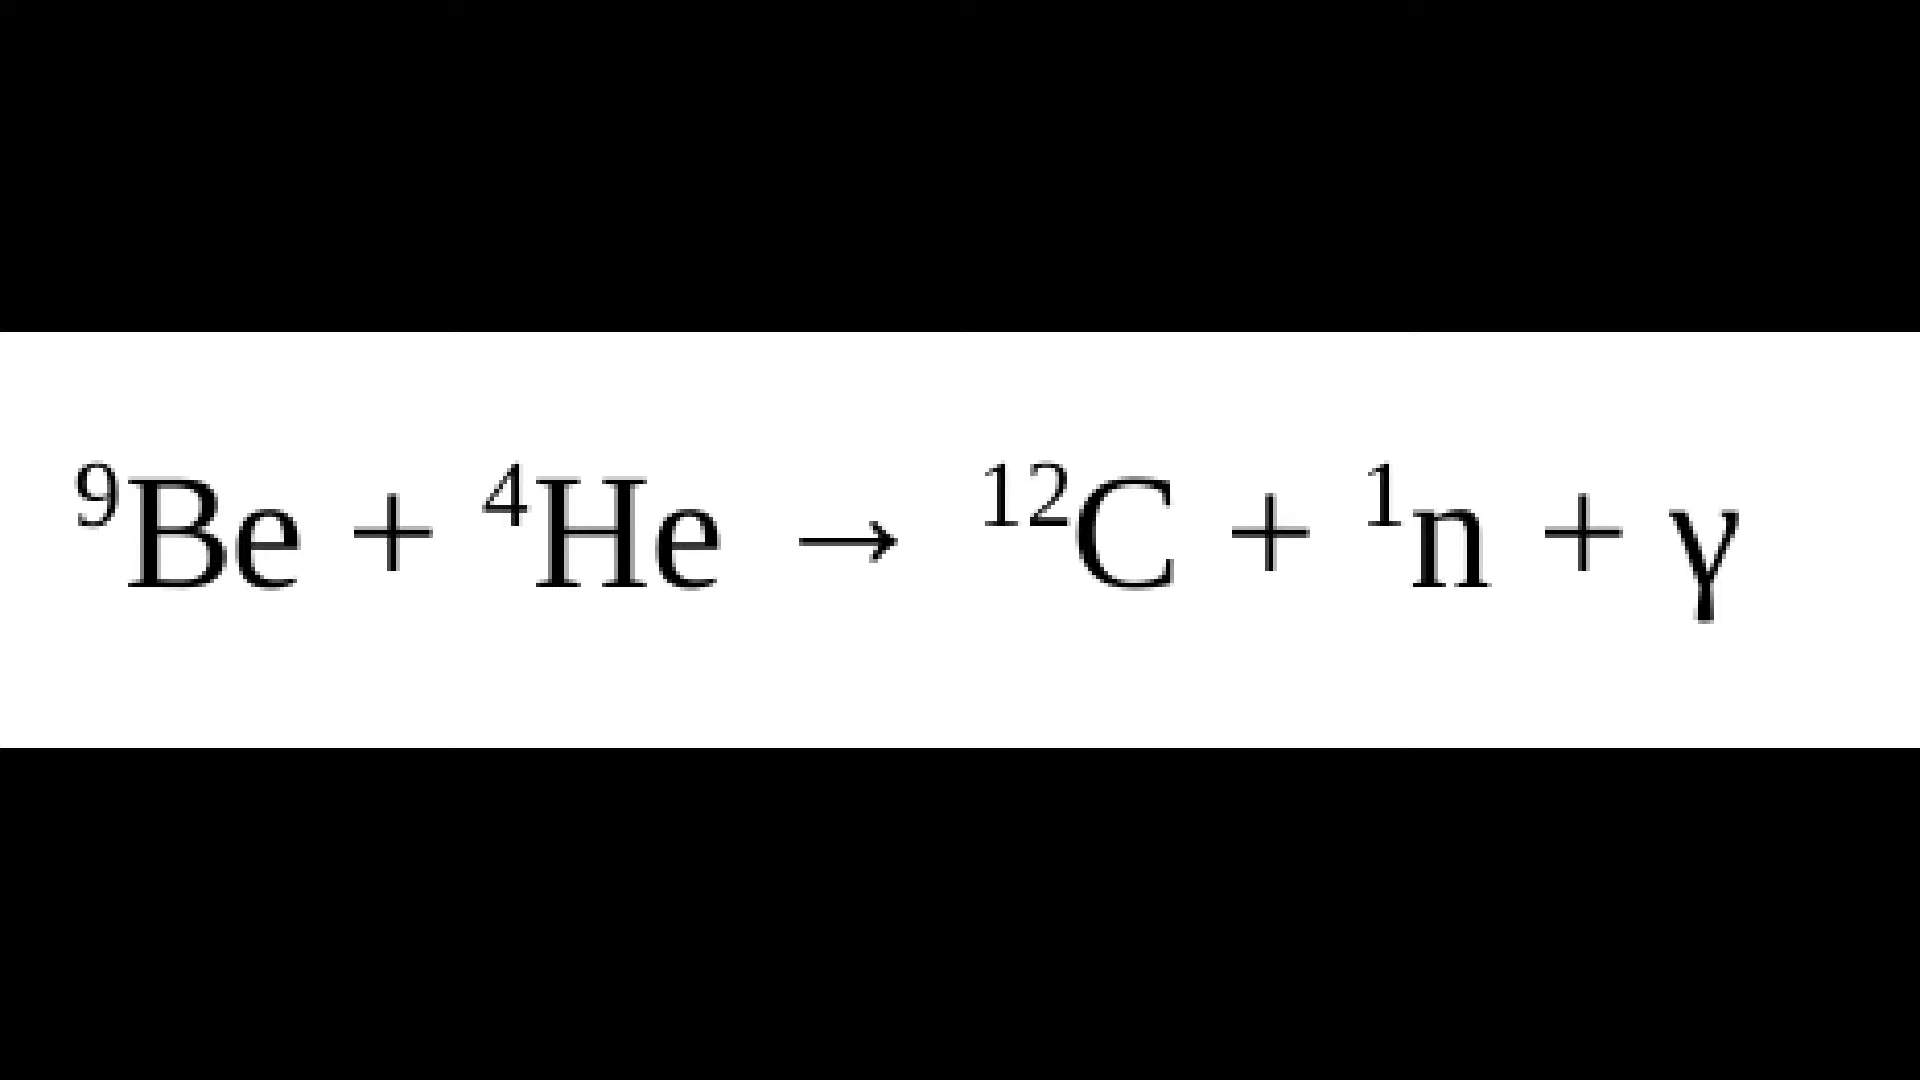 ⁹Be + ⁴He → ¹²C + ¹n + γ